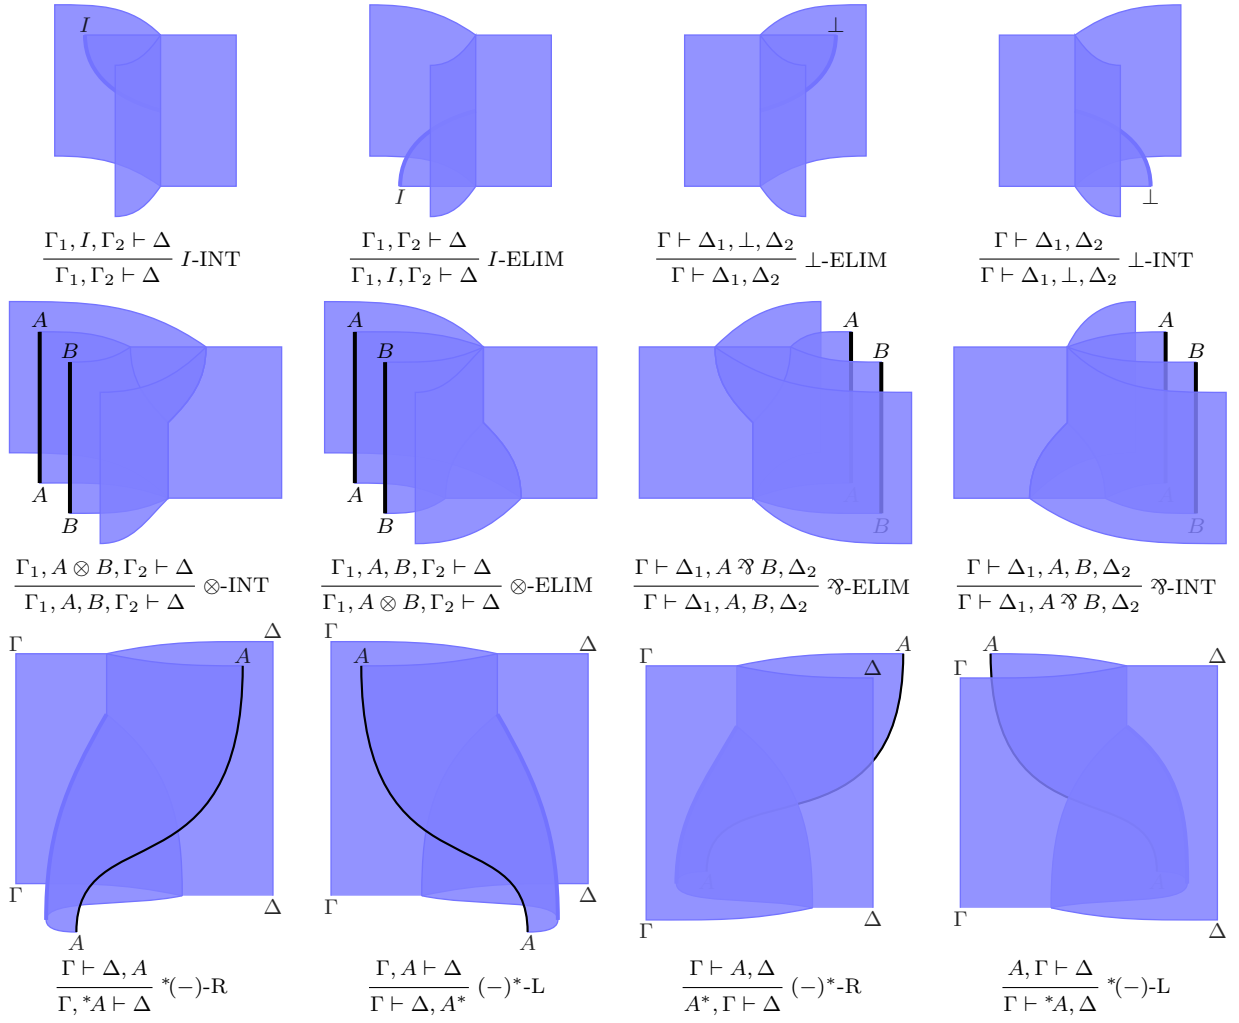 I I ⊥ ⊥
Γ₁, I, Γ₂ ⊢ Δ
Γ₁, Γ₂ ⊢ Δ
I-INT
Γ₁, Γ₂ ⊢ Δ
Γ₁, I, Γ₂ ⊢ Δ
I-ELIM
Γ ⊢ Δ₁, ⊥, Δ₂
Γ ⊢ Δ₁, Δ₂
⊥-ELIM
Γ ⊢ Δ₁, Δ₂
Γ ⊢ Δ₁, ⊥, Δ₂
⊥-INT
A A A A
B B B B
A A A A
B B B B
Γ₁, A ⊗ B, Γ₂ ⊢ Δ
Γ₁, A, B, Γ₂ ⊢ Δ
⊗-INT
Γ₁, A, B, Γ₂ ⊢ Δ
Γ₁, A ⊗ B, Γ₂ ⊢ Δ
⊗-ELIM
Γ ⊢ Δ₁, A ⅋ B, Δ₂
Γ ⊢ Δ₁, A, B, Δ₂
⅋-ELIM
Γ ⊢ Δ₁, A, B, Δ₂
Γ ⊢ Δ₁, A ⅋ B, Δ₂
⅋-INT
Γ Δ Γ Δ A A
A A Γ Δ Γ Δ
Γ Δ Γ Δ Γ Δ Γ Δ
A A
Γ ⊢ Δ, A
Γ, *A ⊢ Δ
*(−)-R
Γ, A ⊢ Δ
Γ ⊢ Δ, A*
(−)*-L
Γ ⊢ A, Δ
A*, Γ ⊢ Δ
(−)*-R
A, Γ ⊢ Δ
Γ ⊢ *A, Δ
*(−)-L